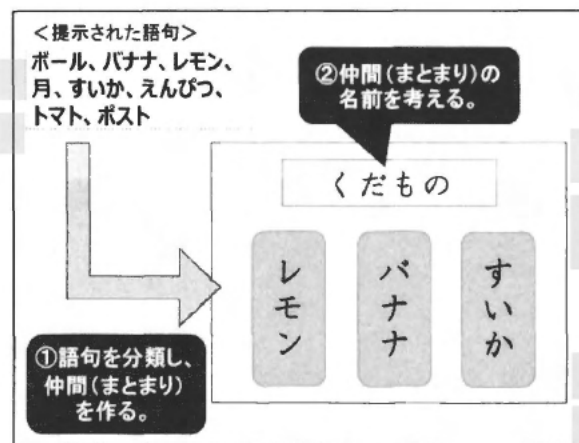 ＜提示された語句＞
ボール、バナナ、レモン、
月、すいか、えんぴつ、
トマト、ポスト
②仲間(まとまり)の
名前を考える。
くだもの
レモン
バナナ
すいか
①語句を分類し、
仲間(まとまり)
を作る。